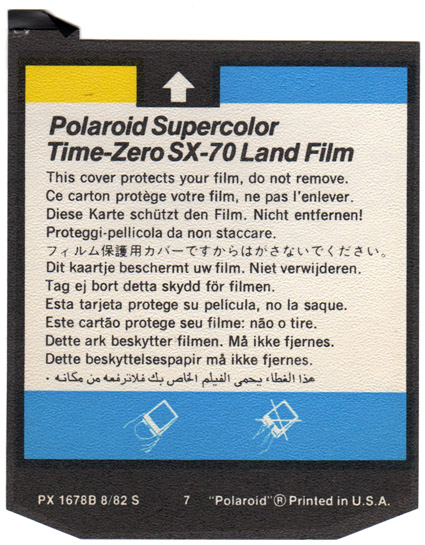 Polaroid Supercolor
Time-Zero SX-70 Land Film
This cover protects your film, do not remove.
Ce carton protège votre film, ne pas l'enlever.
Diese Karte schützt den Film. Nicht entfernen!
Proteggi-pellicola da non staccare.
フィルム保護用カバーですからはがさないでください。
Dit kaartje beschermt uw film. Niet verwijderen.
Tag ej bort detta skydd för filmen.
Esta tarjeta protege su película, no la saque.
Este cartão protege seu filme: não o tire.
Dette ark beskytter filmen. Må ikke fjernes.
Dette beskyttelsespapir må ikke fjernes.
هذا الغطاء يحمى الفيلم الخاص بك فلاترفعه من مكانه ٠
PX 1678B 8/82 S 7 "Polaroid"® Printed in U.S.A.